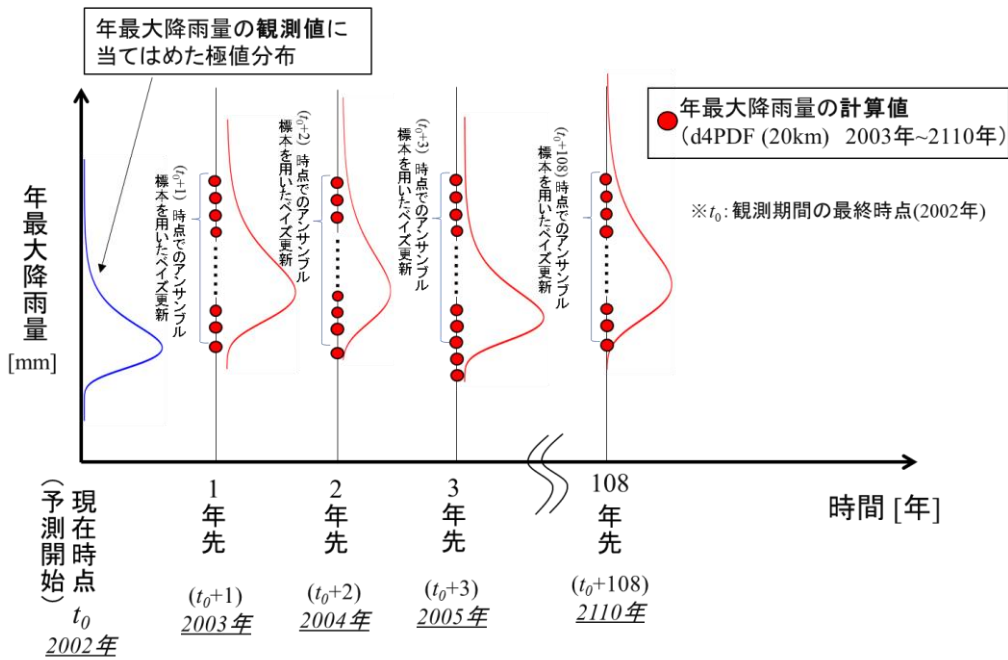 年最大降雨量の観測値に
当てはめた極値分布
年最大降雨量の計算値
(d4PDF (20km) 2003年~2110年)
※t₀:観測期間の最終時点(2002年)
年最大降雨量
[mm]
(t₀+1) 時点でのアンサンブル
標本を用いたベイズ更新
(t₀+2) 時点でのアンサンブル
標本を用いたベイズ更新
(t₀+3) 時点でのアンサンブル
標本を用いたベイズ更新
(t₀+108) 時点でのアンサンブル
標本を用いたベイズ更新
現在時点
(予測開始)
t₀
2002年
1年先
(t₀+1)
2003年
2年先
(t₀+2)
2004年
3年先
(t₀+3)
2005年
108
年先
(t₀+108)
2110年
時間 [年]